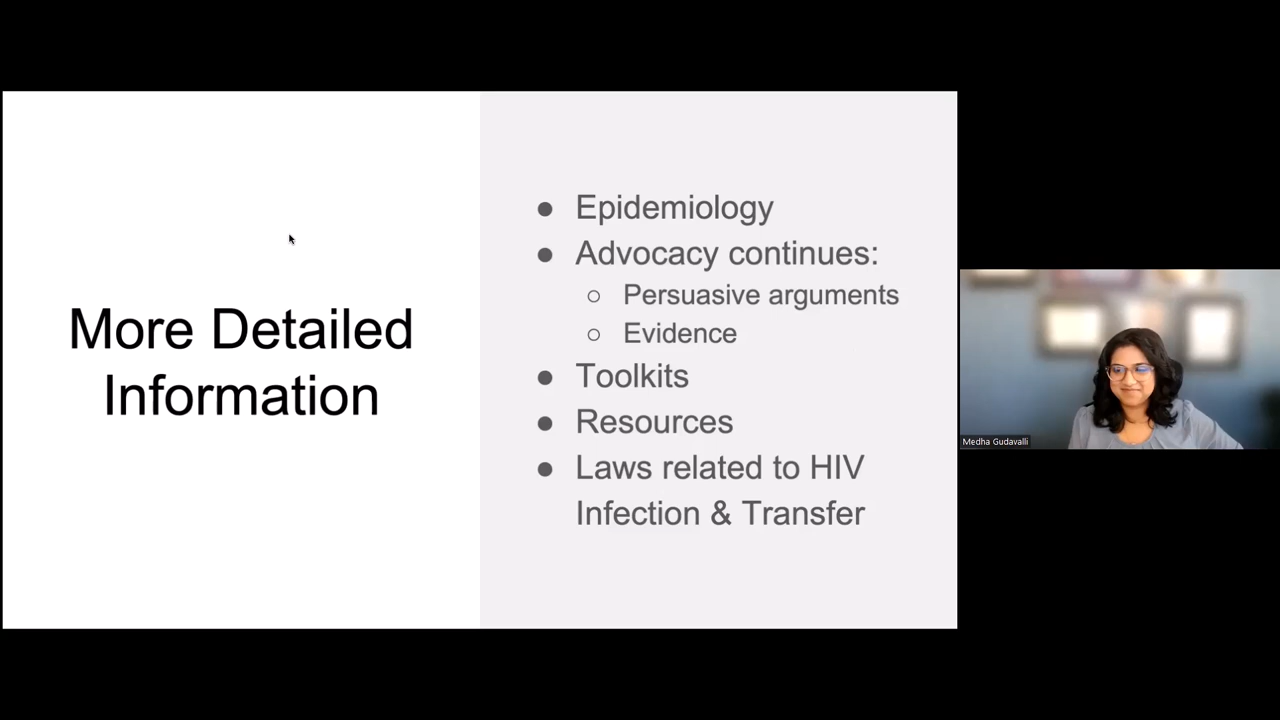 More Detailed
Information
● Epidemiology
● Advocacy continues:
○ Persuasive arguments
○ Evidence
● Toolkits
● Resources
● Laws related to HIV
Infection & Transfer
Medha Gudavalli